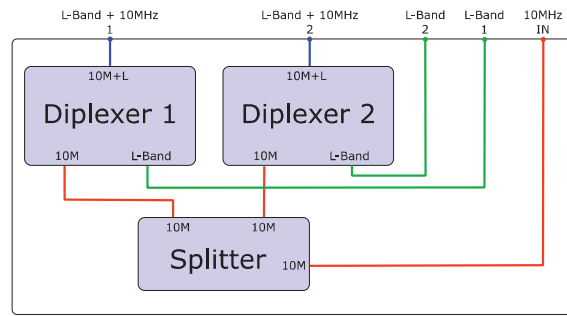 L-Band + 10MHz
1
L-Band + 10MHz
2
L-Band
2
L-Band
1
10MHz
IN
10M+L
Diplexer 1
10M
L-Band
10M+L
Diplexer 2
10M
L-Band
10M
10M
Splitter
10M